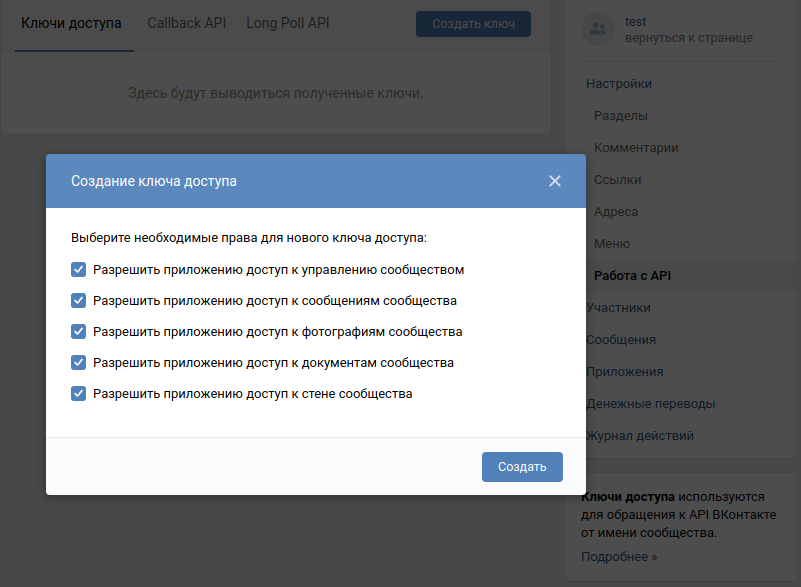 Ключи доступа
Callback API
Long Poll API
Создать ключ
Здесь будут выводиться полученные ключи.
test
вернуться к странице
Настройки
Разделы
Комментарии
Ссылки
Адреса
Меню
Работа с API
Участники
Сообщения
Приложения
Денежные переводы
Журнал действий
Ключи доступа используются
для обращения к API ВКонтакте
от имени сообщества.
Подробнее »
Создание ключа доступа
Выберите необходимые права для нового ключа доступа:
Разрешить приложению доступ к управлению сообществом
Разрешить приложению доступ к сообщениям сообщества
Разрешить приложению доступ к фотографиям сообщества
Разрешить приложению доступ к документам сообщества
Разрешить приложению доступ к стене сообщества
Создать